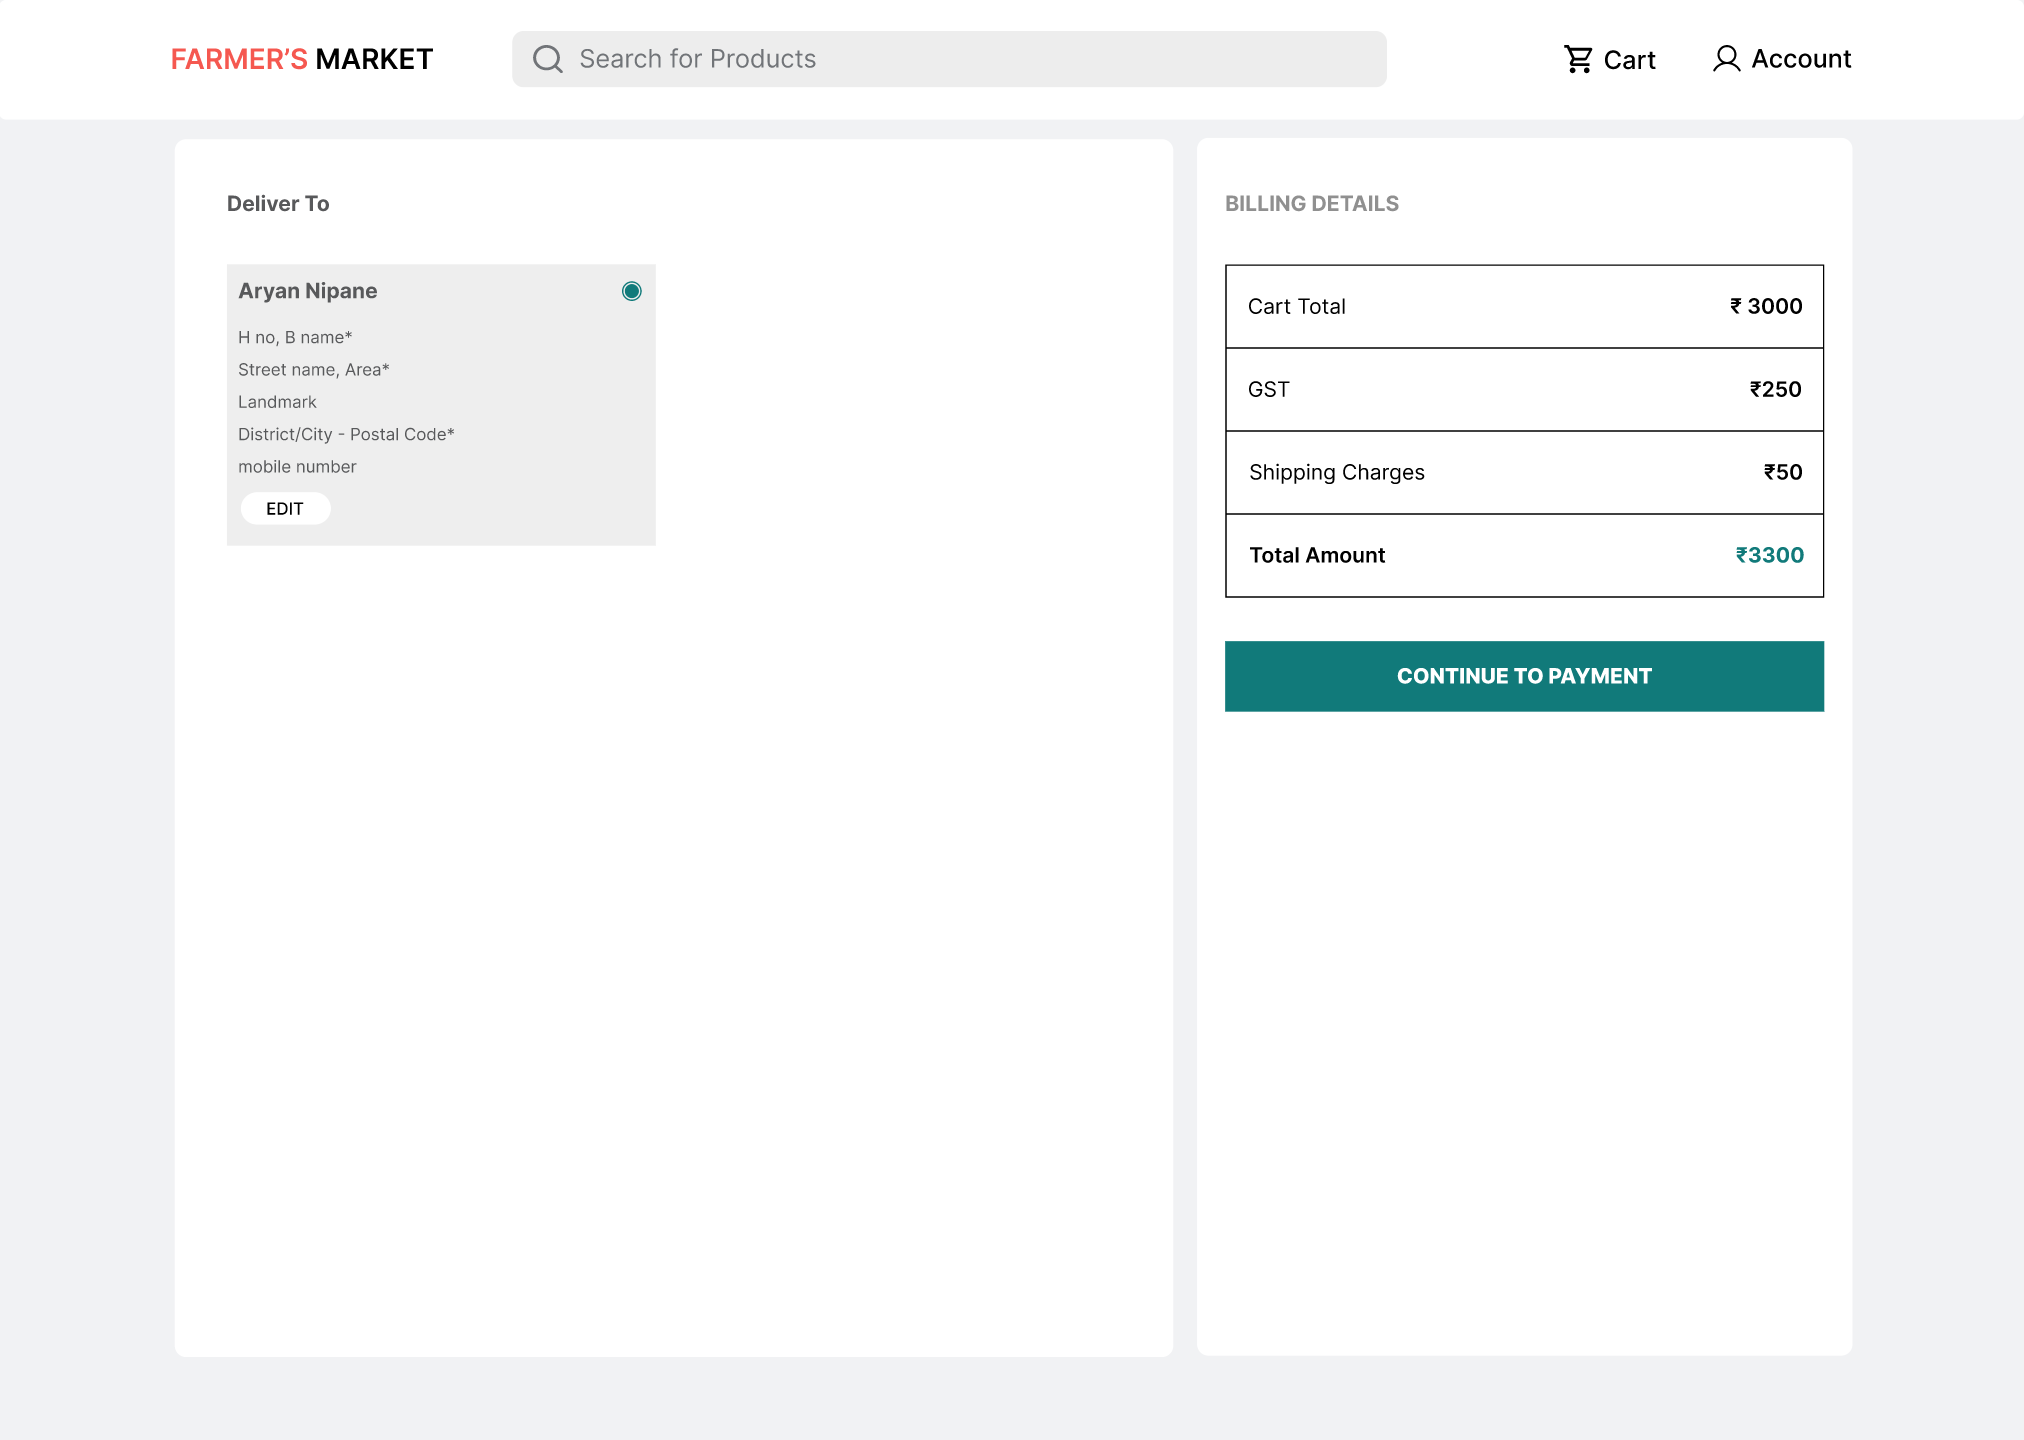 FARMER’S MARKET
Search for Products
Cart
Account
Deliver To
Aryan Nipane
H no, B name*
Street name, Area*
Landmark
District/City - Postal Code*
mobile number
EDIT
BILLING DETAILS
Cart Total ₹ 3000
GST ₹250
Shipping Charges ₹50
Total Amount ₹3300
CONTINUE TO PAYMENT